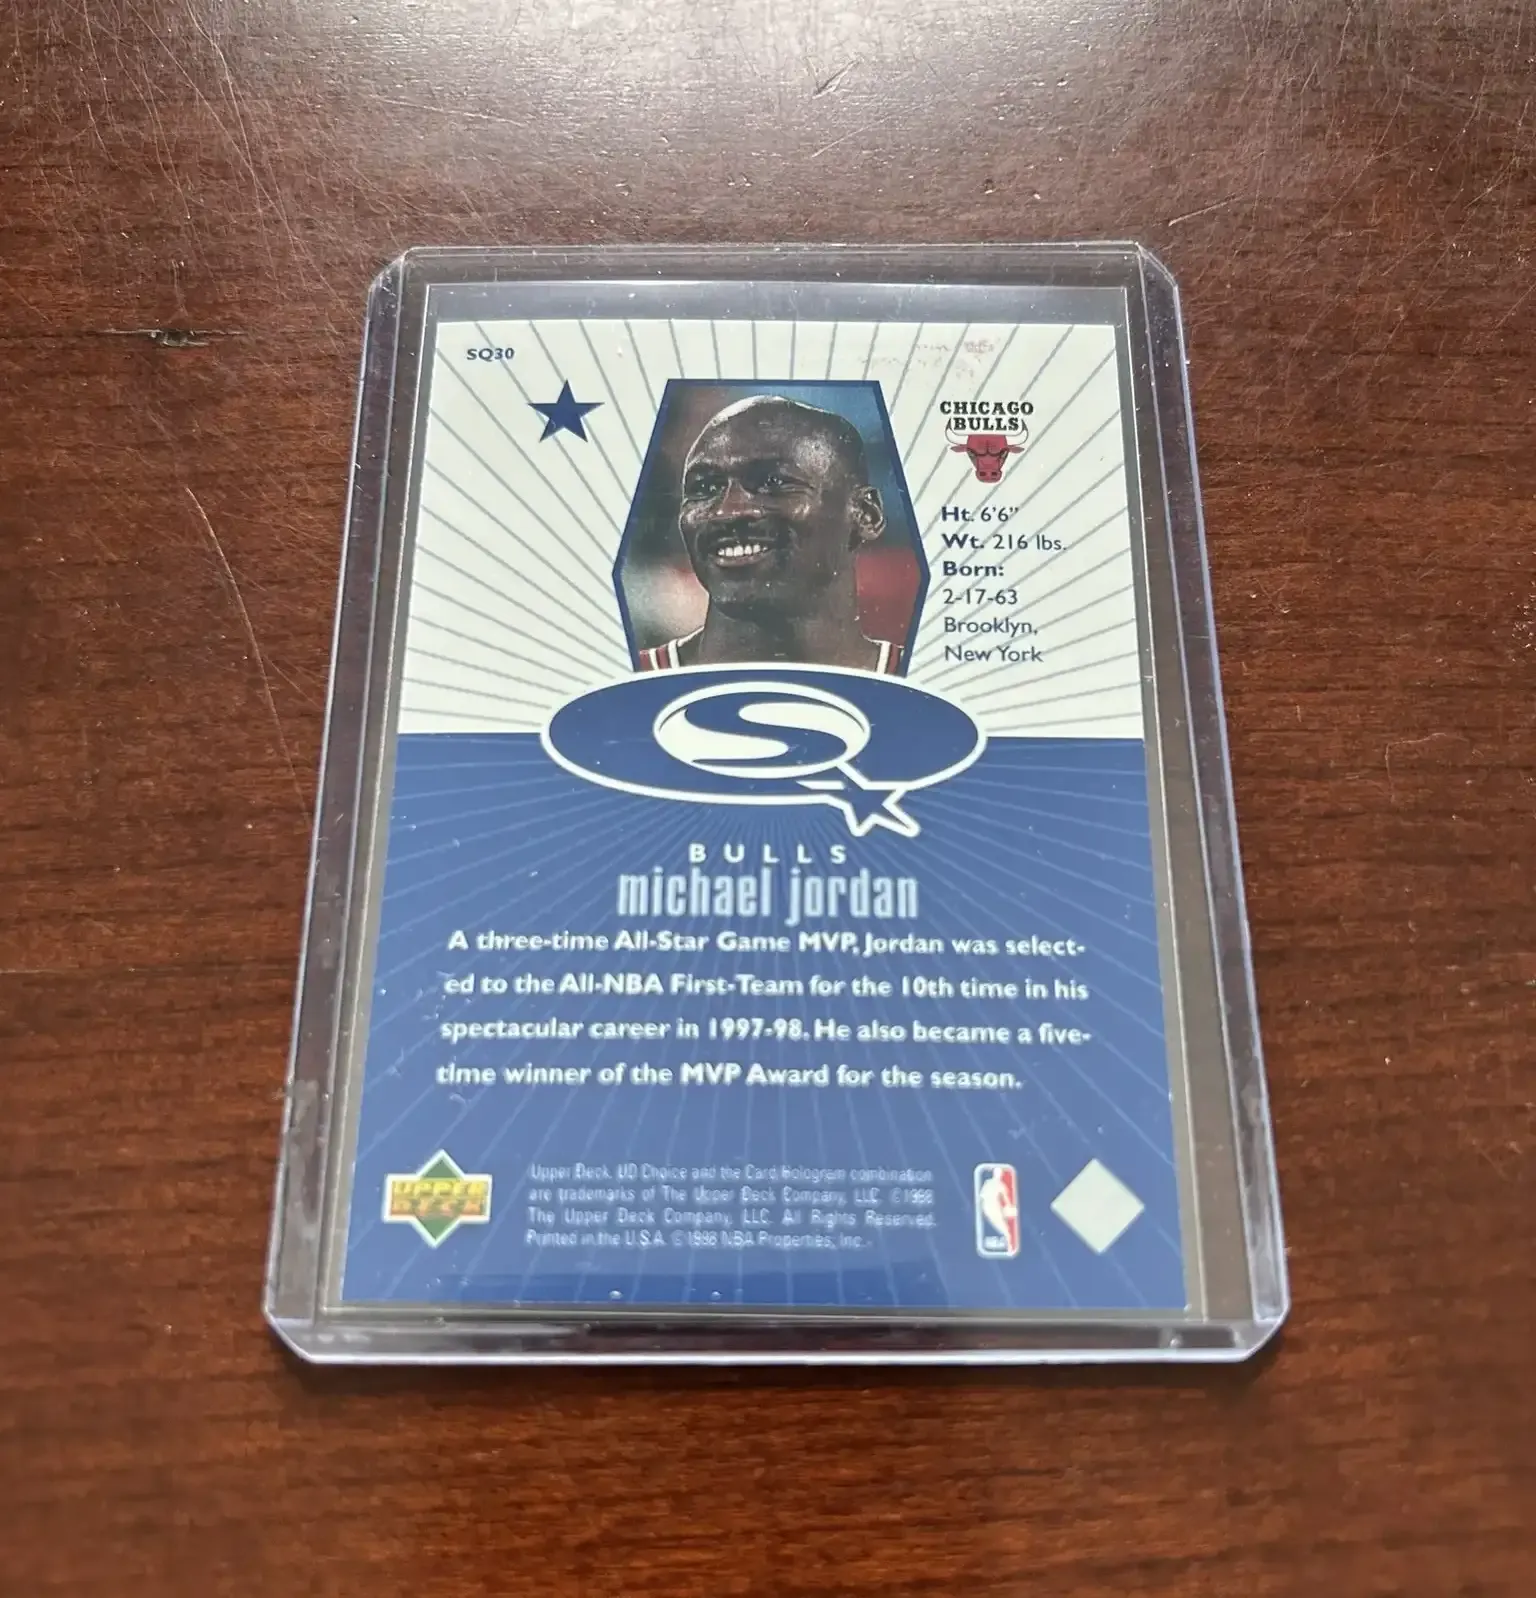 SQ30
CHICAGO
BULLS
Ht. 6'6"
Wt. 216 lbs.
Born:
2-17-63
Brooklyn,
New York
SQ
BULLS
michael jordan
A three-time All-Star Game MVP, Jordan was select-
ed to the All-NBA First-Team for the 10th time in his
spectacular career in 1997-98. He also became a five-
time winner of the MVP Award for the season.
UPPER
DECK
Upper Deck, UD Choice and the Card Hologram combination
are trademarks of The Upper Deck Company, LLC. ©1998
The Upper Deck Company, LLC. All Rights Reserved.
Printed in the U.S.A. ©1998 NBA Properties, Inc.
NBA